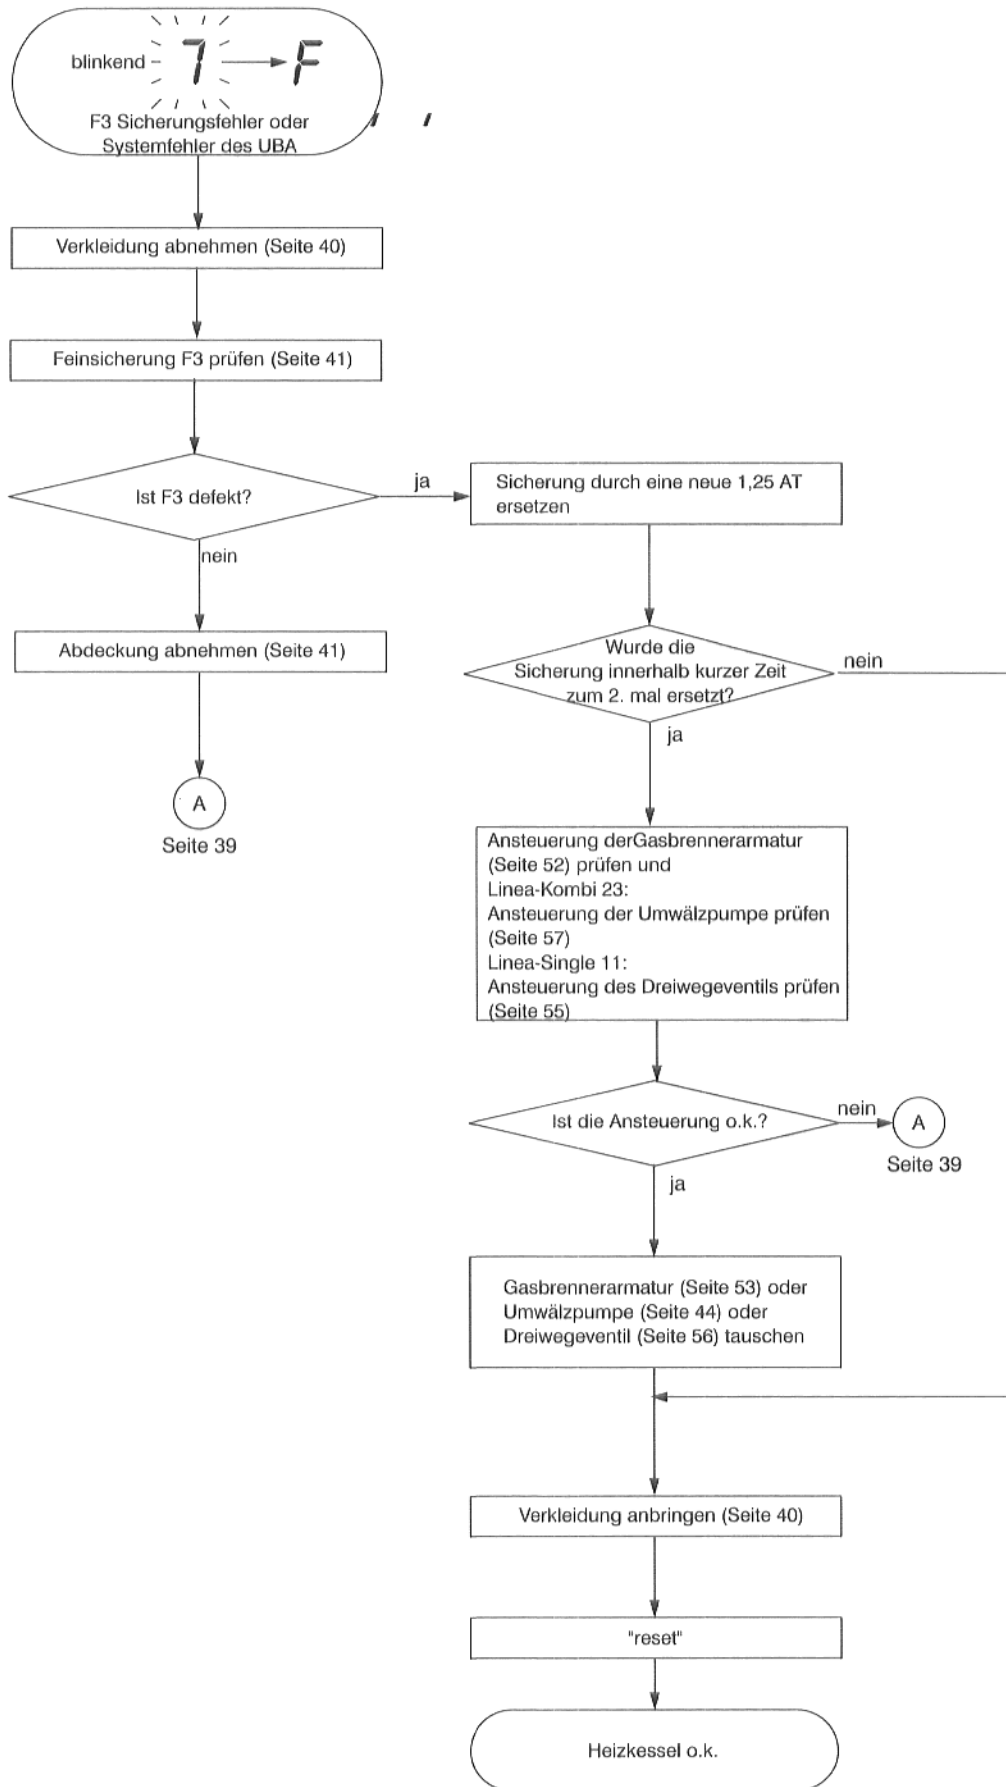 blinkend 7 F
F3 Sicherungsfehler oder
Systemfehler des UBA
Verkleidung abnehmen (Seite 40)
Feinsicherung F3 prüfen (Seite 41)
Ist F3 defekt?
ja
nein
Sicherung durch eine neue 1,25 AT
ersetzen
Abdeckung abnehmen (Seite 41)
A
Seite 39
Wurde die
Sicherung innerhalb kurzer Zeit
zum 2. mal ersetzt?
nein
ja
Ansteuerung derGasbrennerarmatur
(Seite 52) prüfen und
Linea-Kombi 23:
Ansteuerung der Umwälzpumpe prüfen
(Seite 57)
Linea-Single 11:
Ansteuerung des Dreiwegeventils prüfen
(Seite 55)
Ist die Ansteuerung o.k.?
nein
A
Seite 39
ja
Gasbrennerarmatur (Seite 53) oder
Umwälzpumpe (Seite 44) oder
Dreiwegeventil (Seite 56) tauschen
Verkleidung anbringen (Seite 40)
"reset"
Heizkessel o.k.